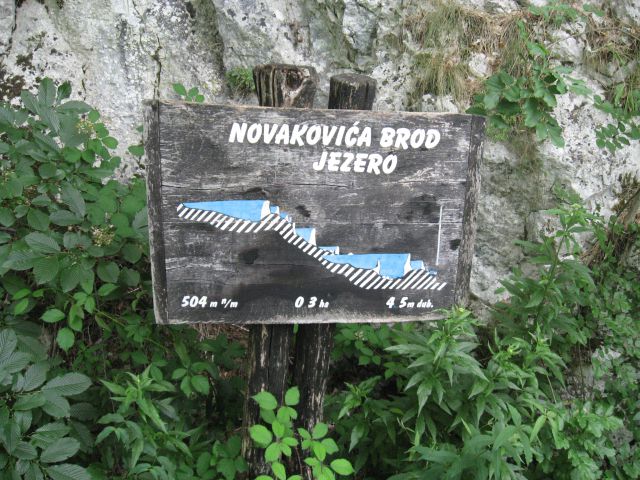 NOVAKOVIĆA BROD
JEZERO
504 m n/m 0 3 ha 4 5 m dub.